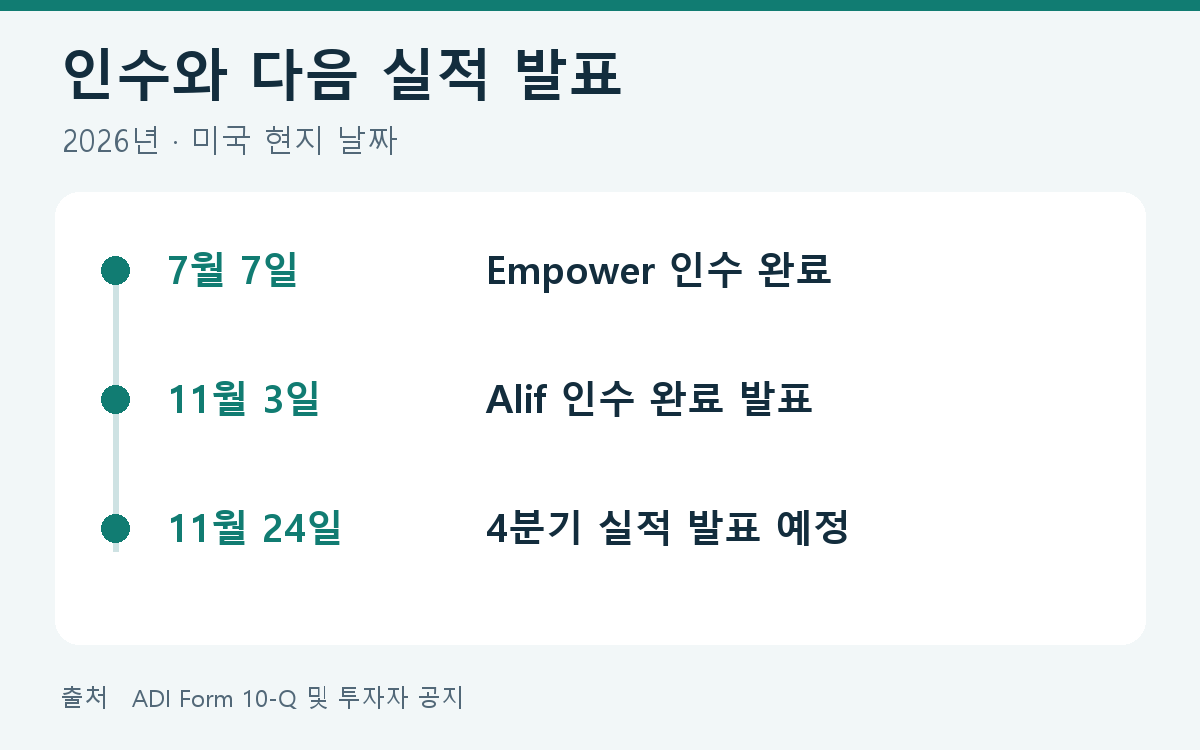 인수와 다음 실적 발표
2026년 · 미국 현지 날짜
7월 7일 Empower 인수 완료
11월 3일 Alif 인수 완료 발표
11월 24일 4분기 실적 발표 예정
출처 ADI Form 10-Q 및 투자자 공지